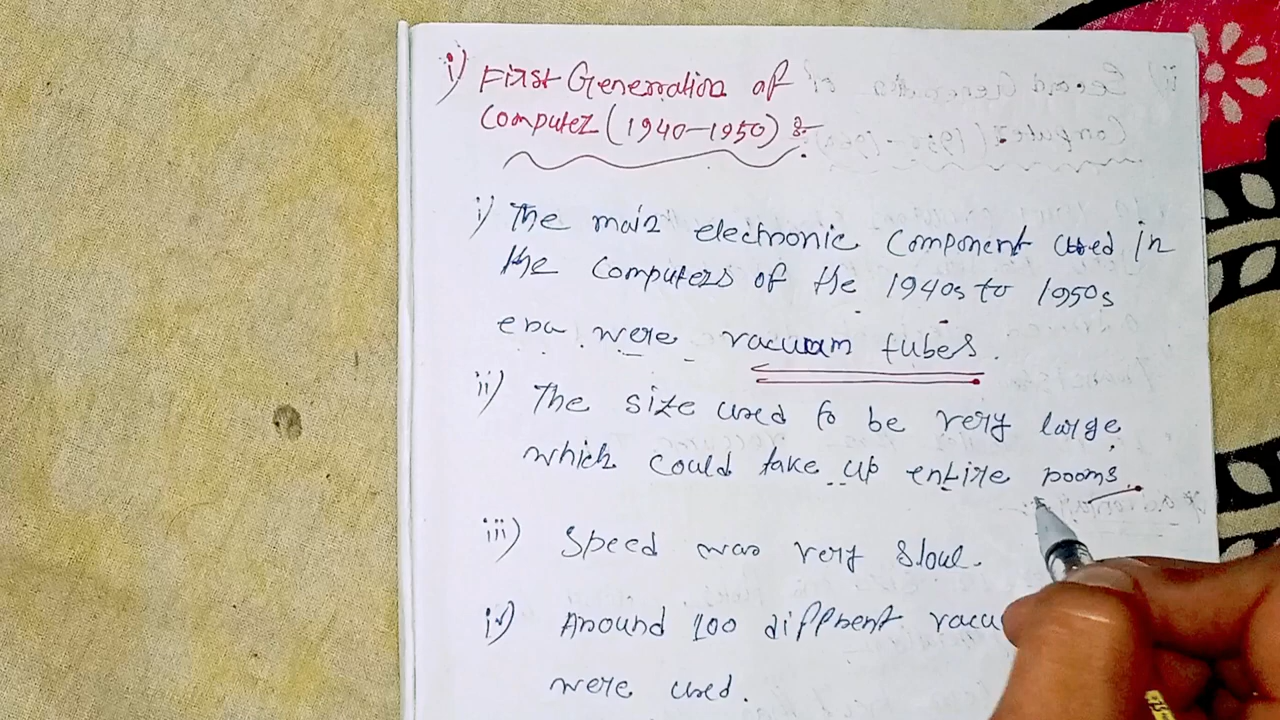 i) First Generation of
Computer (1940-1950) :-
i) The main electronic component used in
the computers of the 1940s to 1950s
era were vacuum tubes.
ii) The size used to be very large
which could take up entire rooms.
iii) Speed was very slow.
iv) Around 100 different
were used.